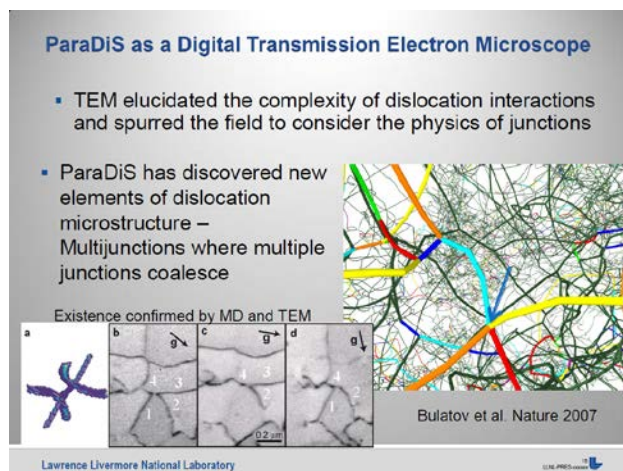 ParaDiS as a Digital Transmission Electron Microscope
▪ TEM elucidated the complexity of dislocation interactions
and spurred the field to consider the physics of junctions
▪ ParaDiS has discovered new
elements of dislocation
microstructure –
Multijunctions where multiple
junctions coalesce
Existence confirmed by MD and TEM
a b g c g d g
4 3 4 3 4
2 2 2
1 1
0.2 μm
Bulatov et al. Nature 2007
Lawrence Livermore National Laboratory